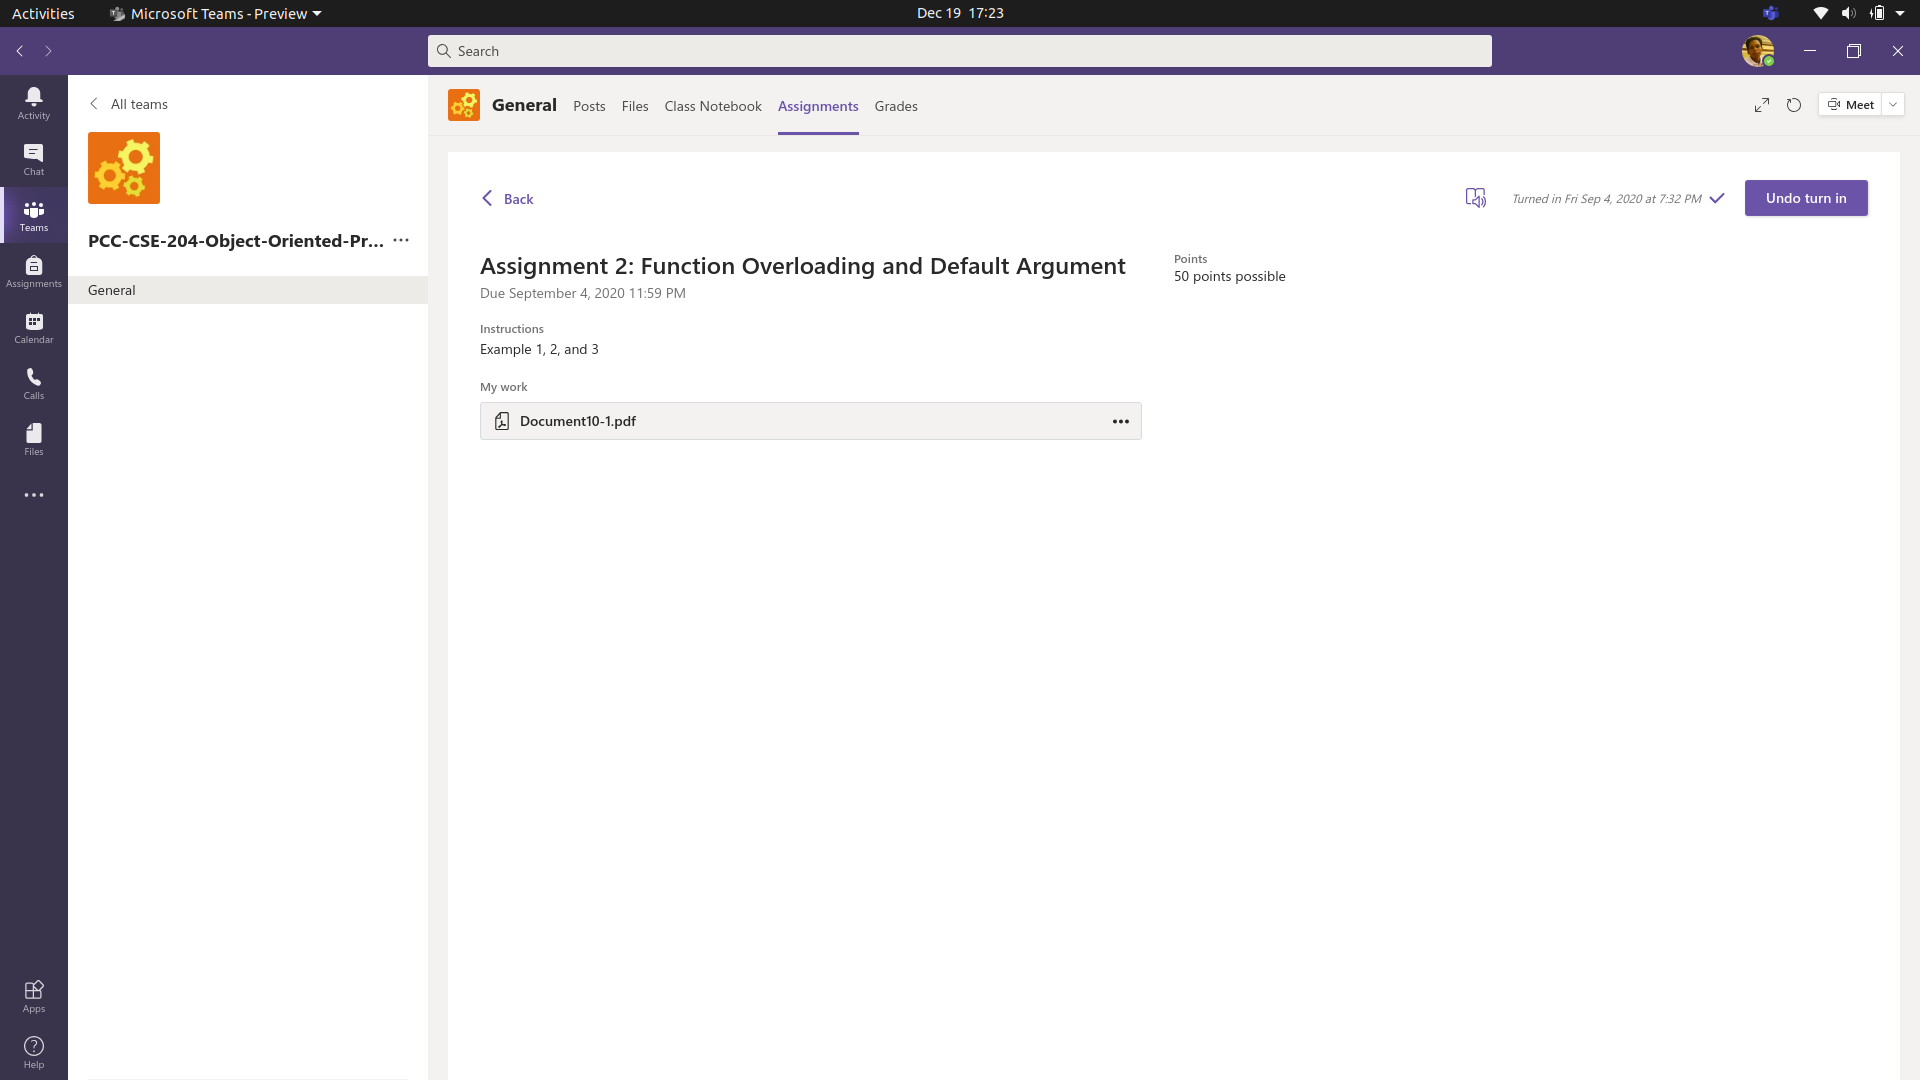 Activities
Microsoft Teams - Preview
Dec 19 17:23
Search
Activity
Chat
Teams
Assignments
Calendar
Calls
Files
Apps
Help
All teams
PCC-CSE-204-Object-Oriented-Pr...
General
General Posts Files Class Notebook Assignments Grades
Meet
Back
Turned in Fri Sep 4, 2020 at 7:32 PM
Undo turn in
Assignment 2: Function Overloading and Default Argument
Due September 4, 2020 11:59 PM
Instructions
Example 1, 2, and 3
My work
Document10-1.pdf
Points
50 points possible